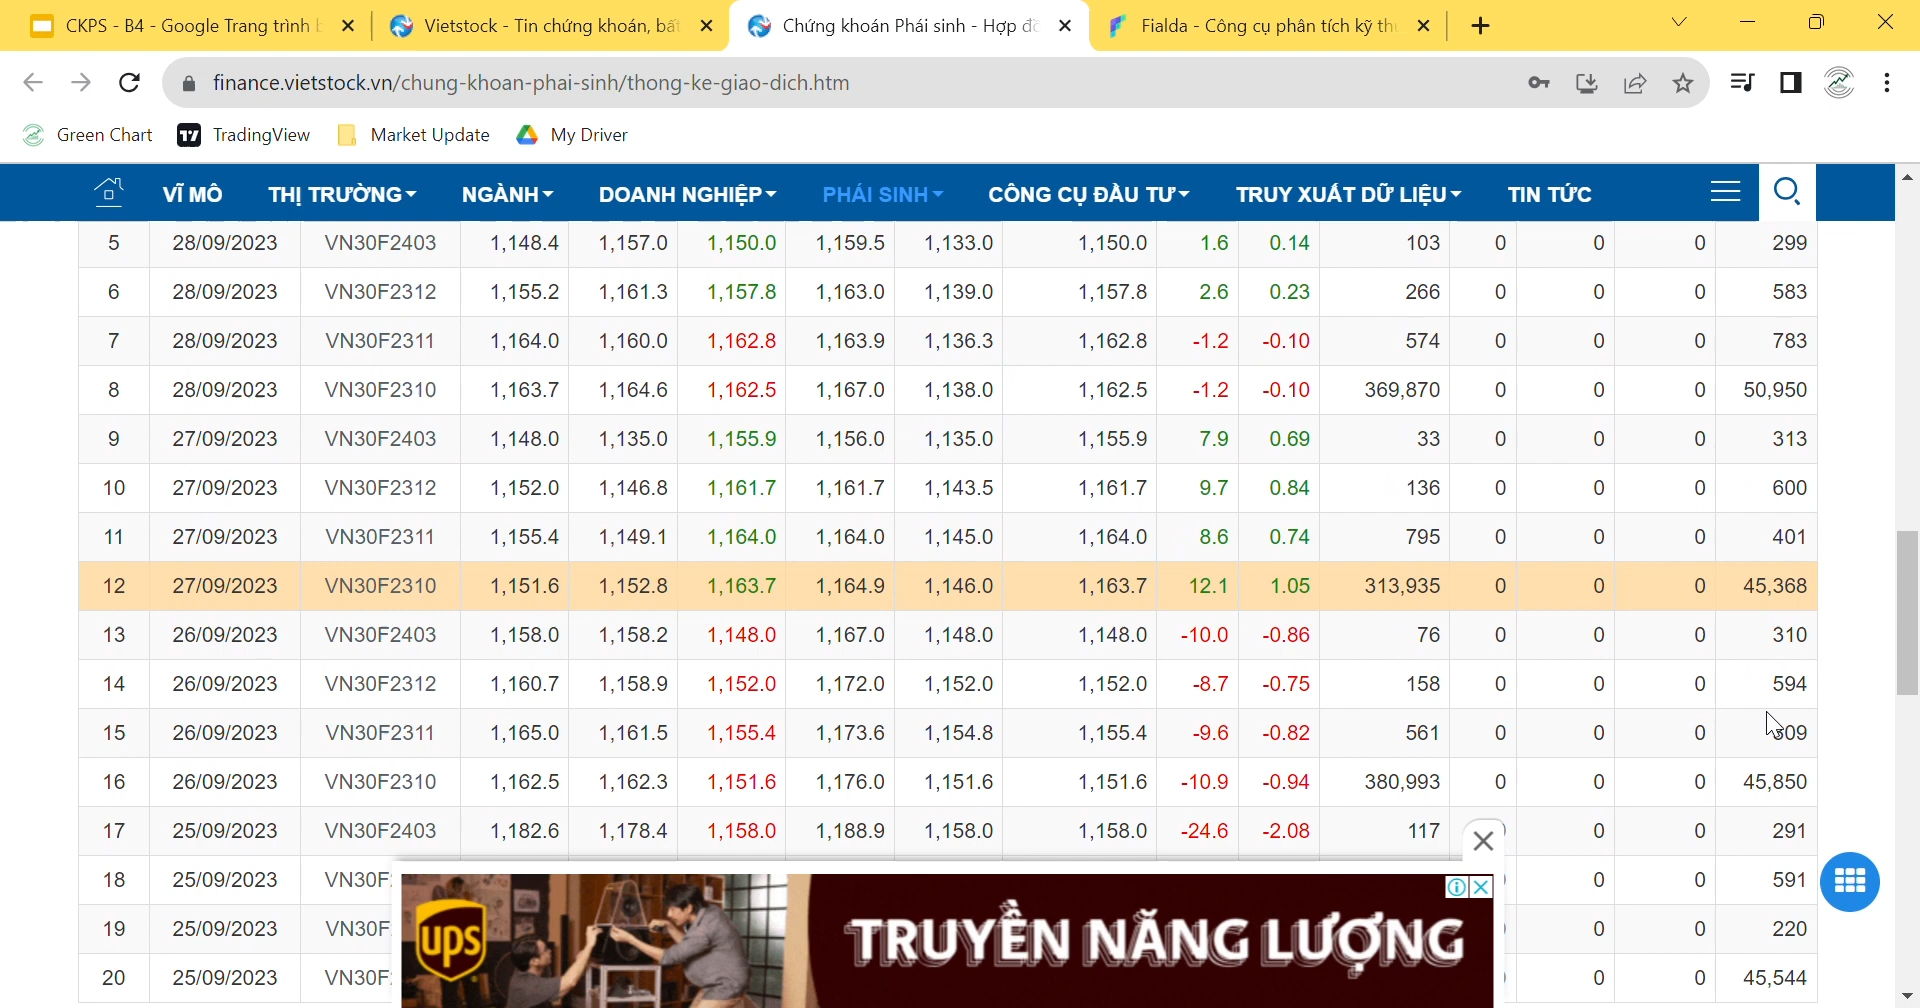 CKPS - B4 - Google Trang trình b
Vietstock - Tin chứng khoán, bất
Chứng khoán Phái sinh - Hợp đồ
Fialda - Công cụ phân tích kỹ thu
finance.vietstock.vn/chung-khoan-phai-sinh/thong-ke-giao-dich.htm
Green Chart TradingView Market Update My Driver
VĨ MÔ THỊ TRƯỜNG NGÀNH DOANH NGHIỆP PHÁI SINH CÔNG CỤ ĐẦU TƯ TRUY XUẤT DỮ LIỆU TIN TỨC
5 28/09/2023 VN30F2403 1,148.4 1,157.0 1,150.0 1,159.5 1,133.0 1,150.0 1.6 0.14 103 0 0 0 299
6 28/09/2023 VN30F2312 1,155.2 1,161.3 1,157.8 1,163.0 1,139.0 1,157.8 2.6 0.23 266 0 0 0 583
7 28/09/2023 VN30F2311 1,164.0 1,160.0 1,162.8 1,163.9 1,136.3 1,162.8 -1.2 -0.10 574 0 0 0 783
8 28/09/2023 VN30F2310 1,163.7 1,164.6 1,162.5 1,167.0 1,138.0 1,162.5 -1.2 -0.10 369,870 0 0 0 50,950
9 27/09/2023 VN30F2403 1,148.0 1,135.0 1,155.9 1,156.0 1,135.0 1,155.9 7.9 0.69 33 0 0 0 313
10 27/09/2023 VN30F2312 1,152.0 1,146.8 1,161.7 1,161.7 1,143.5 1,161.7 9.7 0.84 136 0 0 0 600
11 27/09/2023 VN30F2311 1,155.4 1,149.1 1,164.0 1,164.0 1,145.0 1,164.0 8.6 0.74 795 0 0 0 401
12 27/09/2023 VN30F2310 1,151.6 1,152.8 1,163.7 1,164.9 1,146.0 1,163.7 12.1 1.05 313,935 0 0 0 45,368
13 26/09/2023 VN30F2403 1,158.0 1,158.2 1,148.0 1,167.0 1,148.0 1,148.0 -10.0 -0.86 76 0 0 0 310
14 26/09/2023 VN30F2312 1,160.7 1,158.9 1,152.0 1,172.0 1,152.0 1,152.0 -8.7 -0.75 158 0 0 0 594
15 26/09/2023 VN30F2311 1,165.0 1,161.5 1,155.4 1,173.6 1,154.8 1,155.4 -9.6 -0.82 561 0 0 0
16 26/09/2023 VN30F2310 1,162.5 1,162.3 1,151.6 1,176.0 1,151.6 1,151.6 -10.9 -0.94 380,993 0 0 0 45,850
17 25/09/2023 VN30F2403 1,182.6 1,178.4 1,158.0 1,188.9 1,158.0 1,158.0 -24.6 -2.08 117 0 0 291
18 25/09/2023 VN30F 0 0 591
19 25/09/2023 VN30F 0 0 220
20 25/09/2023 VN30F 0 0 45,544
ups
TRUYỀN NĂNG LƯỢNG